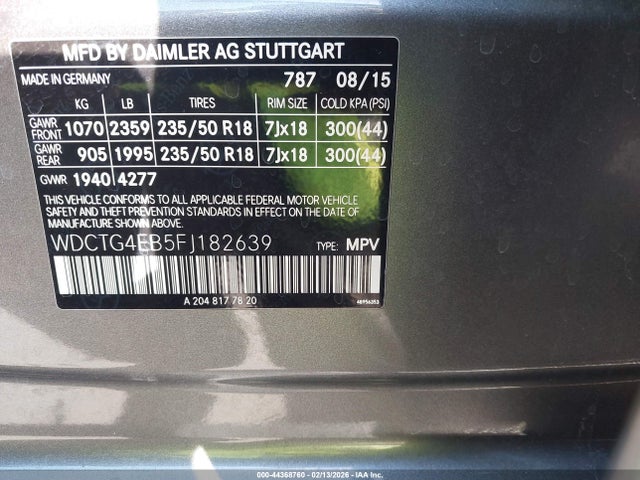 MFD BY DAIMLER AG STUTTGART
MADE IN GERMANY 787 08/15
KG LB TIRES RIM SIZE COLD KPA (PSI)
GAWR FRONT 1070 2359 235/50 R18 7Jx18 300(44)
GAWR REAR 905 1995 235/50 R18 7Jx18 300(44)
GVWR 1940 4277
THIS VEHICLE CONFORMS TO ALL APPLICABLE FEDERAL MOTOR VEHICLE
SAFETY AND THEFT PREVENTION STANDARDS IN EFFECT ON THE DATE OF
MANUFACTURE SHOWN ABOVE.
WDCTG4EB5FJ182639 TYPE: MPV
A 204 817 78 20 48956353
000-44368760 - 02/13/2026 - IAA Inc.